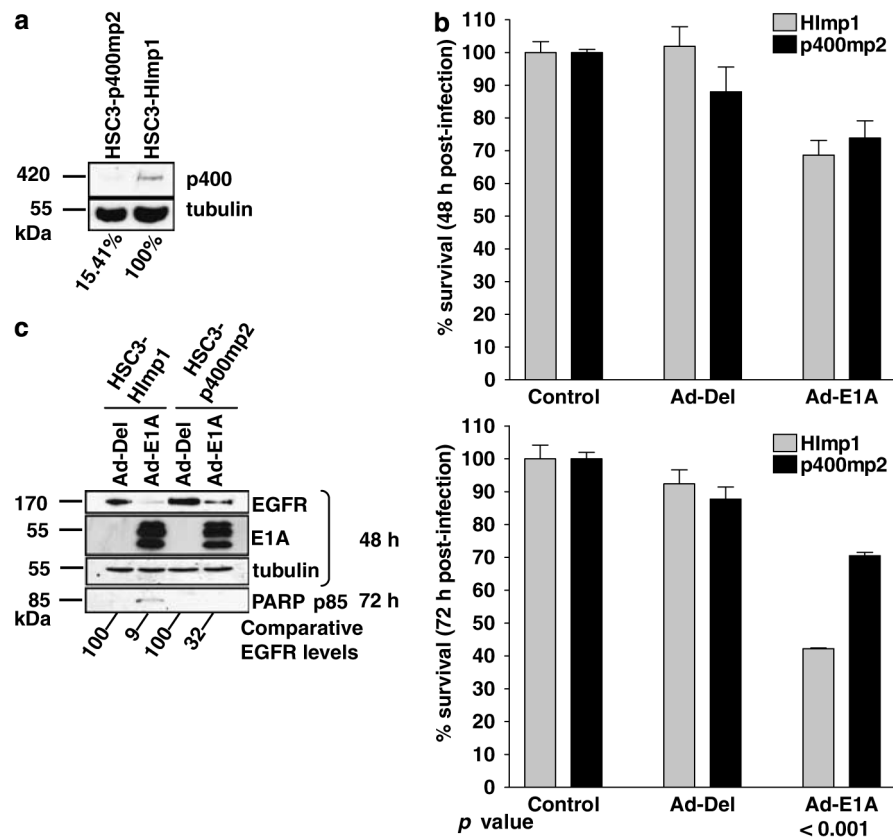 a
HSC3-p400mp2
HSC3-HImp1
420
p400
55
tubulin
kDa
15.41%
100%
b
HImp1
p400mp2
% survival (48 h post-infection)
110
100
90
80
70
60
50
40
30
20
10
0
Control
Ad-Del
Ad-E1A
HImp1
p400mp2
% survival (72 h post-infection)
110
100
90
80
70
60
50
40
30
20
10
0
Control
Ad-Del
Ad-E1A
p value
< 0.001
c
HSC3-
HImp1
HSC3-
p400mp2
Ad-Del
Ad-E1A
Ad-Del
Ad-E1A
170
EGFR
55
E1A
48 h
55
tubulin
85
PARP p85 72 h
kDa
100
9
100
32
Comparative
EGFR levels